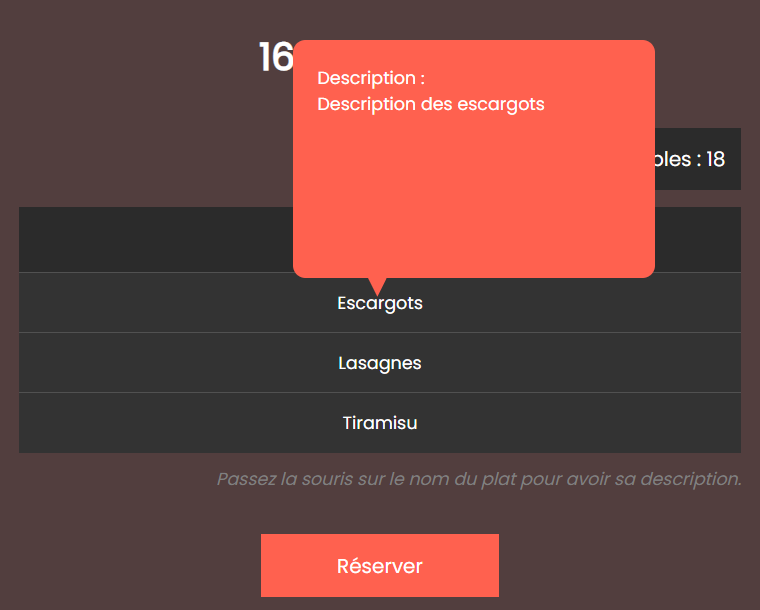 16
Description :
Description des escargots
: 18
Escargots
Lasagnes
Tiramisu
Passez la souris sur le nom du plat pour avoir sa description.
Réserver